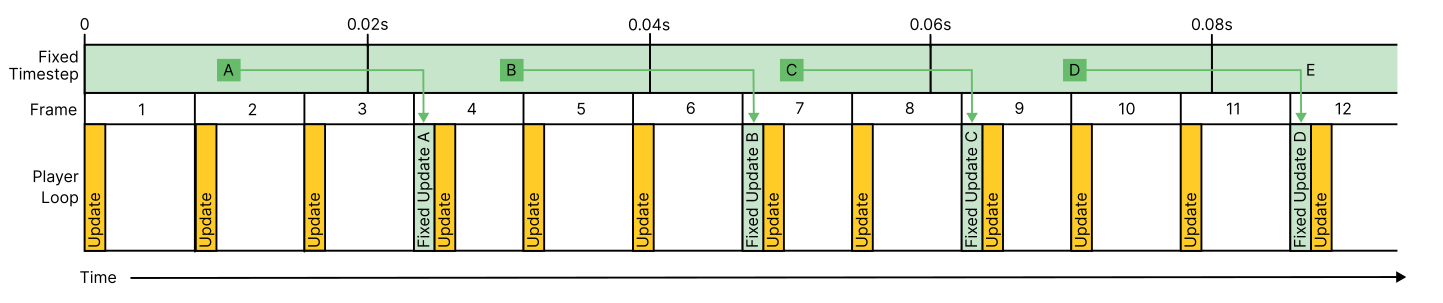 0 0.02s 0.04s 0.06s 0.08s
Fixed
Timestep
A B C D E
Frame 1 2 3 4 5 6 7 8 9 10 11 12
Player
Loop
Update
Update
Update
Fixed Update A
Update
Update
Update
Fixed Update B
Update
Update
Fixed Update C
Update
Update
Update
Fixed Update D
Update
Time